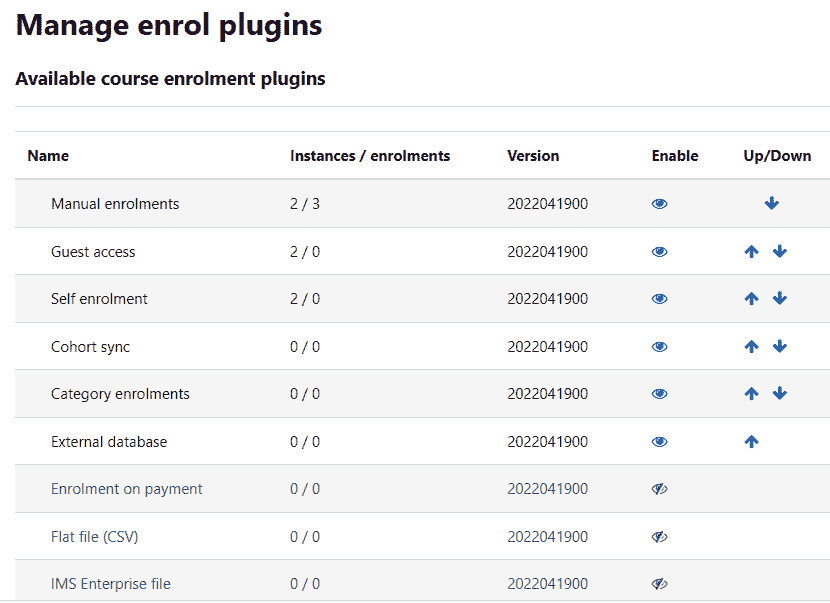 Manage enrol plugins
Available course enrolment plugins
Name Instances / enrolments Version Enable Up/Down
Manual enrolments 2 / 3 2022041900
Guest access 2 / 0 2022041900
Self enrolment 2 / 0 2022041900
Cohort sync 0 / 0 2022041900
Category enrolments 0 / 0 2022041900
External database 0 / 0 2022041900
Enrolment on payment 0 / 0 2022041900
Flat file (CSV) 0 / 0 2022041900
IMS Enterprise file 0 / 0 2022041900